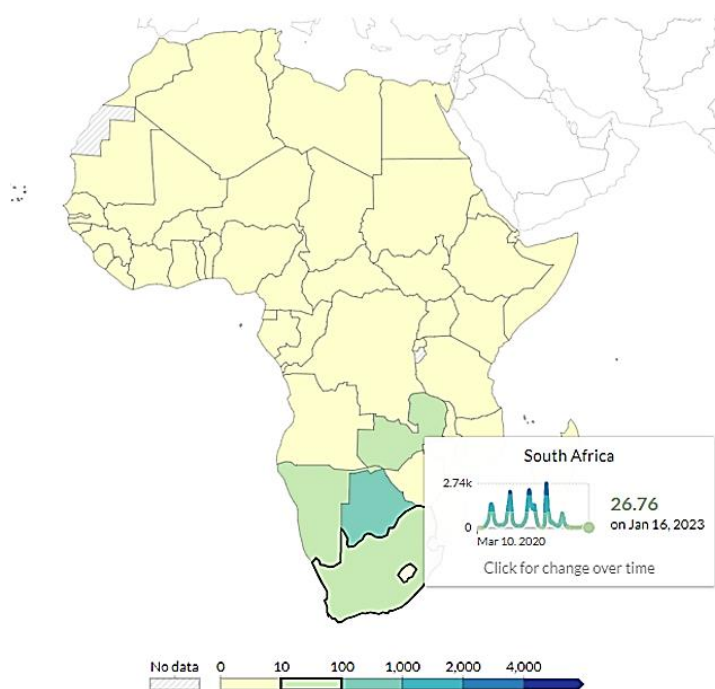 South Africa
2.74k
0
Mar 10. 2020
26.76
on Jan 16, 2023
Click for change over time
No data 0 10 100 1,000 2,000 4,000